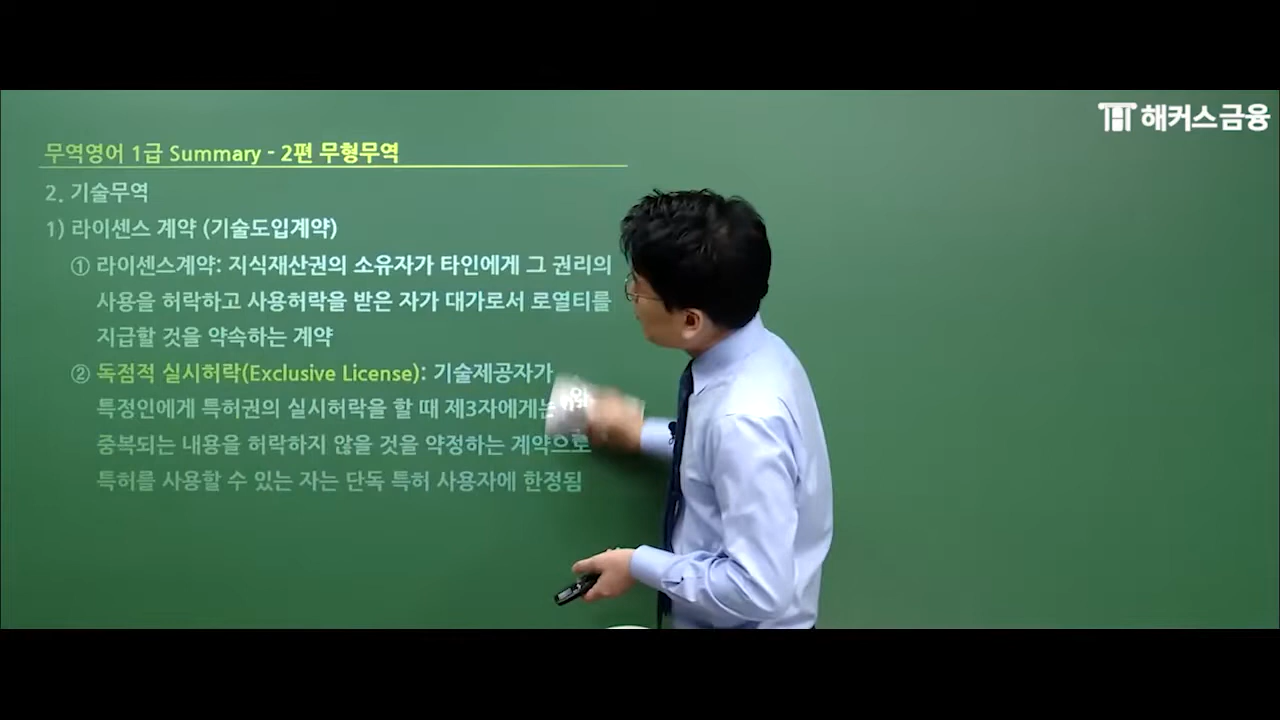 해커스금융
무역영어 1급 Summary - 2편 무형무역
2. 기술무역
1) 라이센스 계약 (기술도입계약)
① 라이센스계약: 지식재산권의 소유자가 타인에게 그 권리의
사용을 허락하고 사용허락을 받은 자가 대가로서 로열티를
지급할 것을 약속하는 계약
② 독점적 실시허락(Exclusive License): 기술제공자가
특정인에게 특허권의 실시허락을 할 때 제3자에게는
중복되는 내용을 허락하지 않을 것을 약정하는 계약으로
특허를 사용할 수 있는 자는 단독 특허 사용자에 한정됨